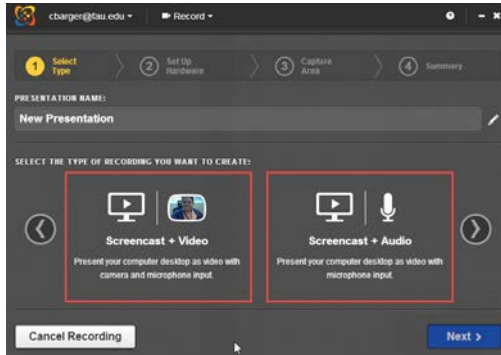 cbarger@fau.edu
Record
1 Select Type
2 Set Up Hardware
3 Capture Area
4 Summary
PRESENTATION NAME:
New Presentation
SELECT THE TYPE OF RECORDING YOU WANT TO CREATE:
Screencast + Video
Present your computer desktop as video with
camera and microphone input.
Screencast + Audio
Present your computer desktop as video with
microphone input.
Cancel Recording
Next >